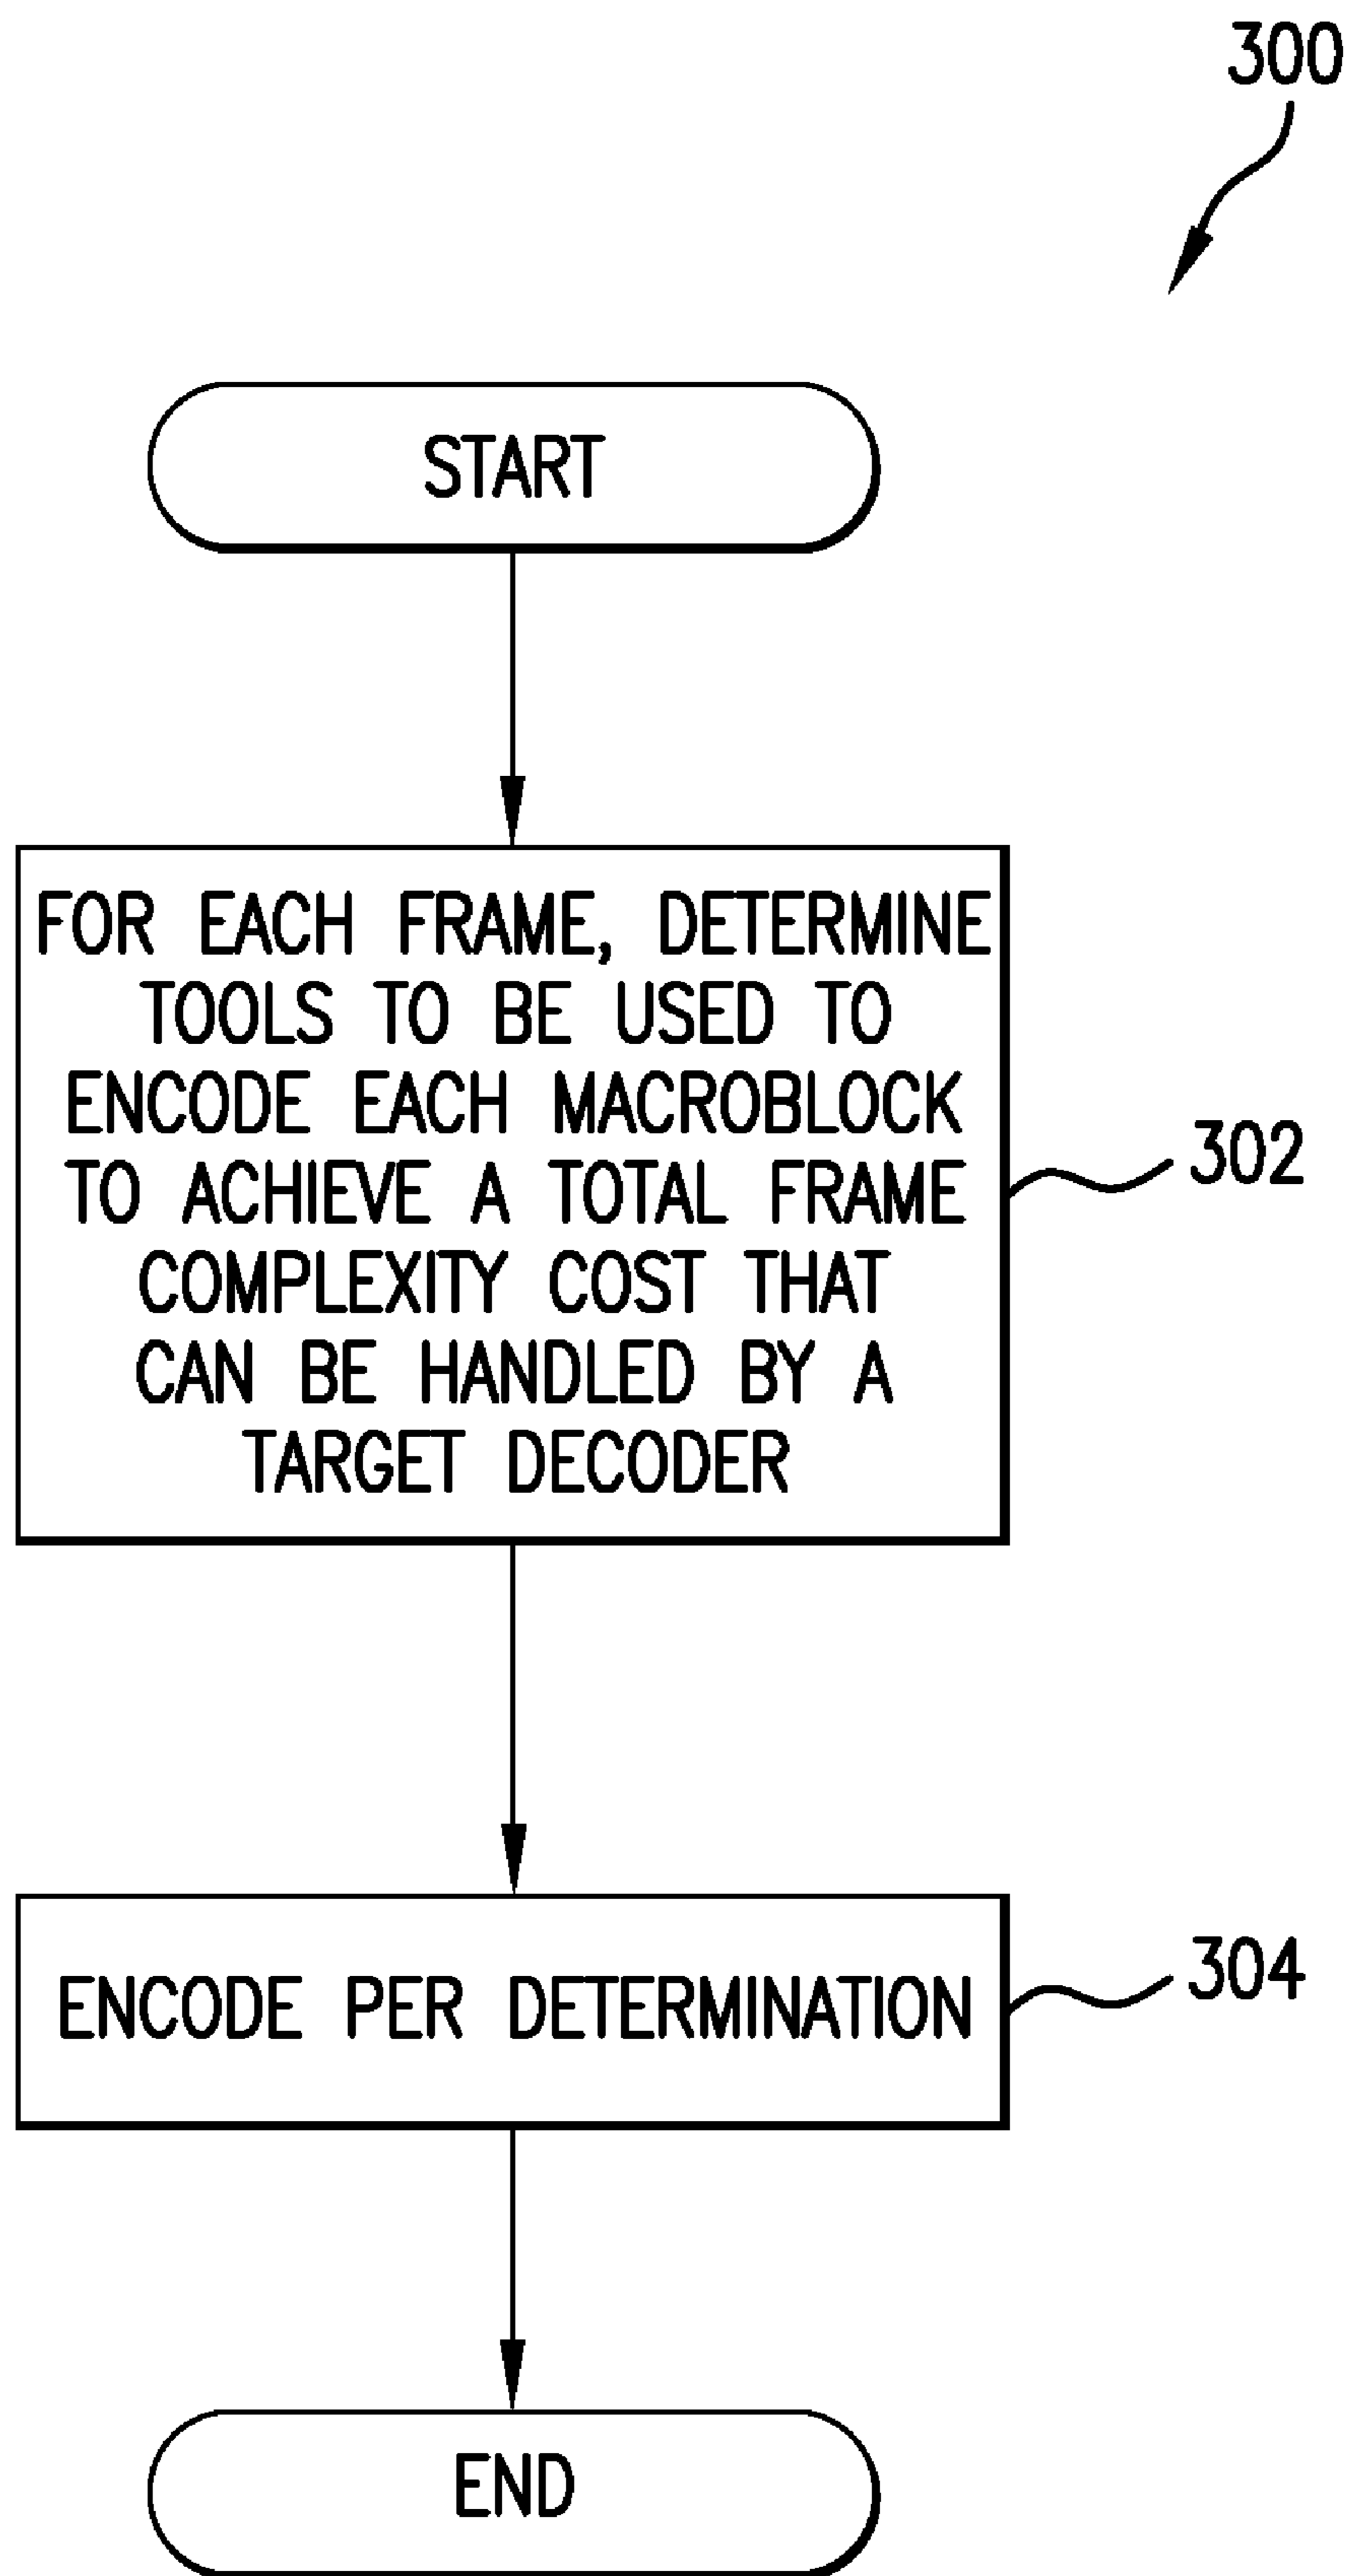 300
START
FOR EACH FRAME, DETERMINE
TOOLS TO BE USED TO
ENCODE EACH MACROBLOCK
TO ACHIEVE A TOTAL FRAME
COMPLEXITY COST THAT
CAN BE HANDLED BY A
TARGET DECODER
302
ENCODE PER DETERMINATION
304
END